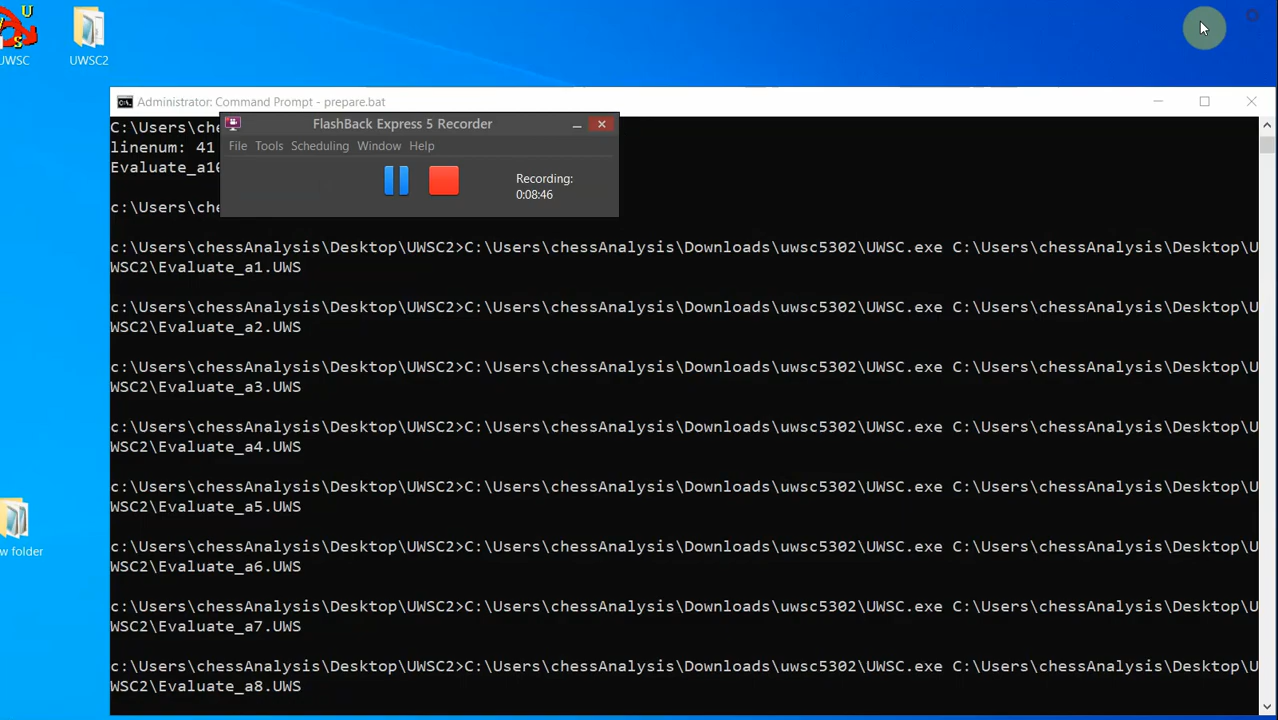 U
S
UWSC
UWSC2
Administrator: Command Prompt - prepare.bat
FlashBack Express 5 Recorder
File Tools Scheduling Window Help
Recording:
0:08:46
C:\Users\che
linenum: 41
Evaluate_a10
c:\Users\che
c:\Users\chessAnalysis\Desktop\UWSC2>C:\Users\chessAnalysis\Downloads\uwsc5302\UWSC.exe C:\Users\chessAnalysis\Desktop\U
WSC2\Evaluate_a1.UWS
c:\Users\chessAnalysis\Desktop\UWSC2>C:\Users\chessAnalysis\Downloads\uwsc5302\UWSC.exe C:\Users\chessAnalysis\Desktop\U
WSC2\Evaluate_a2.UWS
c:\Users\chessAnalysis\Desktop\UWSC2>C:\Users\chessAnalysis\Downloads\uwsc5302\UWSC.exe C:\Users\chessAnalysis\Desktop\U
WSC2\Evaluate_a3.UWS
c:\Users\chessAnalysis\Desktop\UWSC2>C:\Users\chessAnalysis\Downloads\uwsc5302\UWSC.exe C:\Users\chessAnalysis\Desktop\U
WSC2\Evaluate_a4.UWS
c:\Users\chessAnalysis\Desktop\UWSC2>C:\Users\chessAnalysis\Downloads\uwsc5302\UWSC.exe C:\Users\chessAnalysis\Desktop\U
WSC2\Evaluate_a5.UWS
c:\Users\chessAnalysis\Desktop\UWSC2>C:\Users\chessAnalysis\Downloads\uwsc5302\UWSC.exe C:\Users\chessAnalysis\Desktop\U
WSC2\Evaluate_a6.UWS
c:\Users\chessAnalysis\Desktop\UWSC2>C:\Users\chessAnalysis\Downloads\uwsc5302\UWSC.exe C:\Users\chessAnalysis\Desktop\U
WSC2\Evaluate_a7.UWS
c:\Users\chessAnalysis\Desktop\UWSC2>C:\Users\chessAnalysis\Downloads\uwsc5302\UWSC.exe C:\Users\chessAnalysis\Desktop\U
WSC2\Evaluate_a8.UWS
w folder